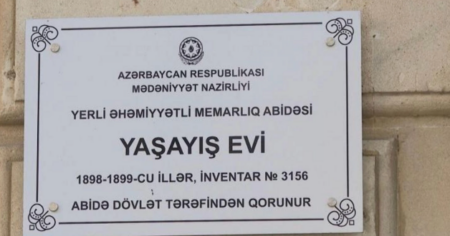 AZƏRBAYCAN RESPUBLİKASI
MƏDƏNİYYƏT NAZİRLİYİ
YERLİ ƏHƏMİYYƏTLİ MEMARLIQ ABİDƏSİ
YAŞAYIŞ EVİ
1898-1899-CU İLLƏR, İNVENTAR № 3156
ABİDƏ DÖVLƏT TƏRƏFİNDƏN QORUNUR